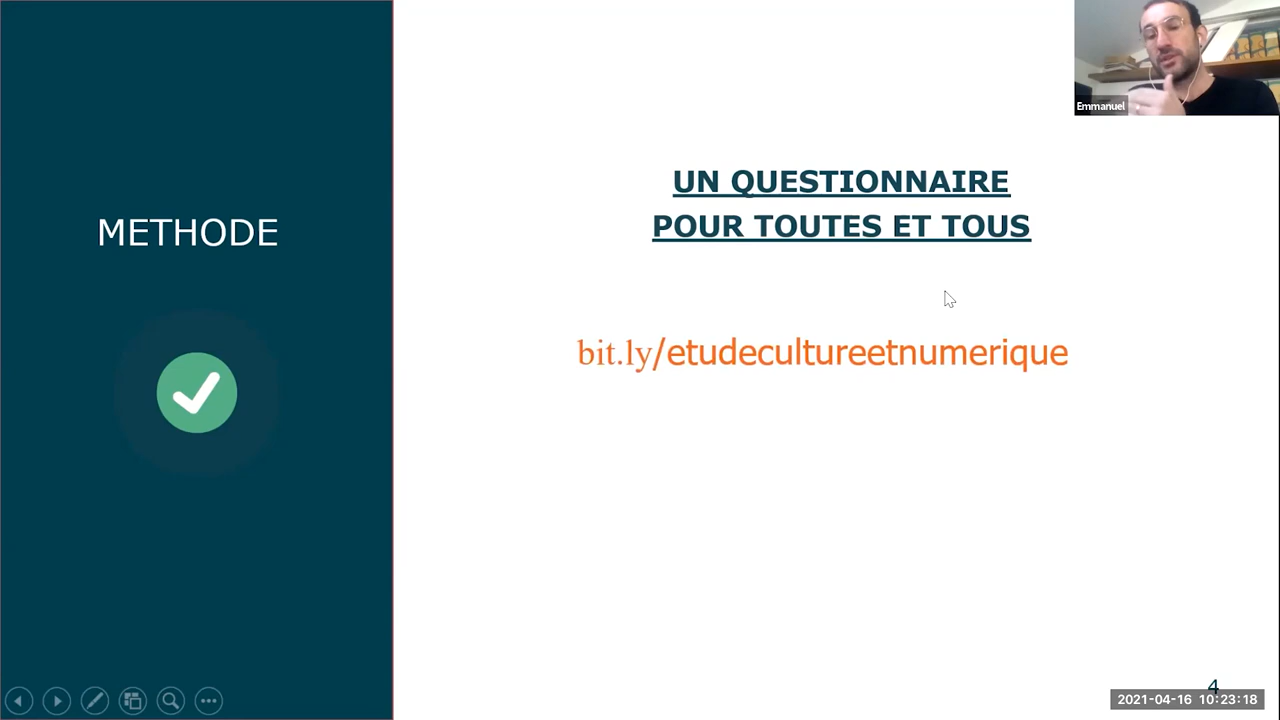 Emmanuel
METHODE
UN QUESTIONNAIRE
POUR TOUTES ET TOUS
bit.ly/etudecultureetnumerique
4
2021-04-16 10:23:18